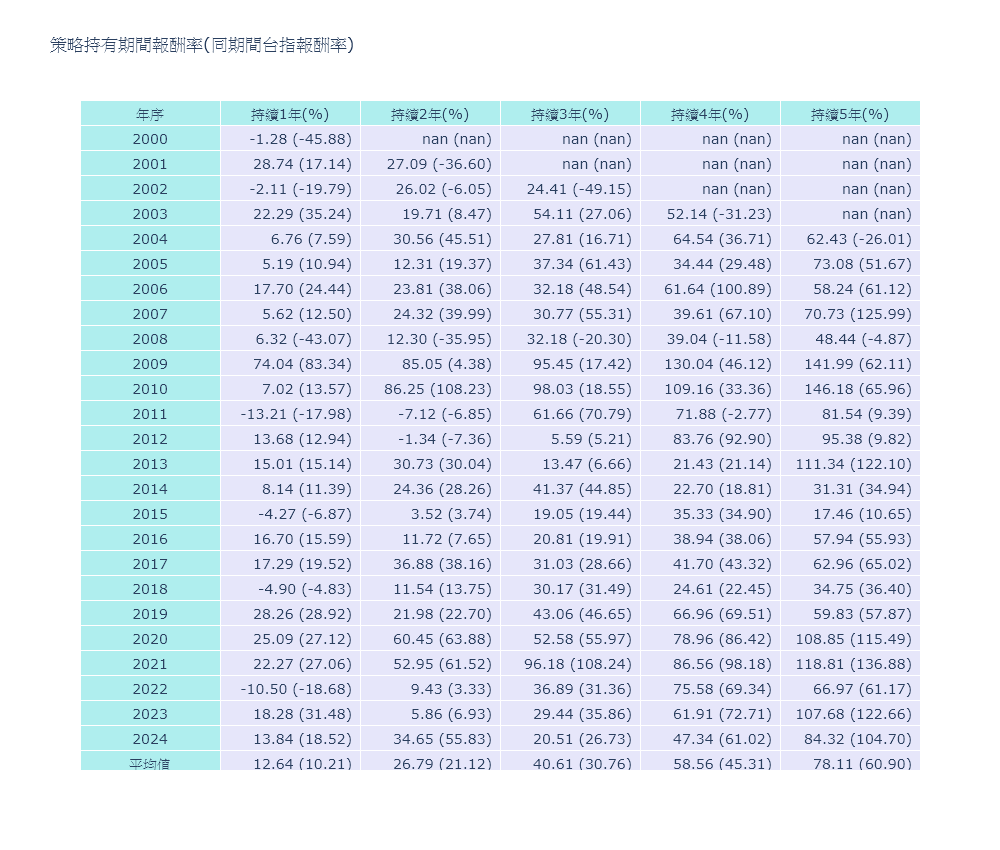 策略持有期間報酬率(同期間台指報酬率)
年序 持續1年(%) 持續2年(%) 持續3年(%) 持續4年(%) 持續5年(%)
2000 -1.28 (-45.88) nan (nan) nan (nan) nan (nan) nan (nan)
2001 28.74 (17.14) 27.09 (-36.60) nan (nan) nan (nan) nan (nan)
2002 -2.11 (-19.79) 26.02 (-6.05) 24.41 (-49.15) nan (nan) nan (nan)
2003 22.29 (35.24) 19.71 (8.47) 54.11 (27.06) 52.14 (-31.23) nan (nan)
2004 6.76 (7.59) 30.56 (45.51) 27.81 (16.71) 64.54 (36.71) 62.43 (-26.01)
2005 5.19 (10.94) 12.31 (19.37) 37.34 (61.43) 34.44 (29.48) 73.08 (51.67)
2006 17.70 (24.44) 23.81 (38.06) 32.18 (48.54) 61.64 (100.89) 58.24 (61.12)
2007 5.62 (12.50) 24.32 (39.99) 30.77 (55.31) 39.61 (67.10) 70.73 (125.99)
2008 6.32 (-43.07) 12.30 (-35.95) 32.18 (-20.30) 39.04 (-11.58) 48.44 (-4.87)
2009 74.04 (83.34) 85.05 (4.38) 95.45 (17.42) 130.04 (46.12) 141.99 (62.11)
2010 7.02 (13.57) 86.25 (108.23) 98.03 (18.55) 109.16 (33.36) 146.18 (65.96)
2011 -13.21 (-17.98) -7.12 (-6.85) 61.66 (70.79) 71.88 (-2.77) 81.54 (9.39)
2012 13.68 (12.94) -1.34 (-7.36) 5.59 (5.21) 83.76 (92.90) 95.38 (9.82)
2013 15.01 (15.14) 30.73 (30.04) 13.47 (6.66) 21.43 (21.14) 111.34 (122.10)
2014 8.14 (11.39) 24.36 (28.26) 41.37 (44.85) 22.70 (18.81) 31.31 (34.94)
2015 -4.27 (-6.87) 3.52 (3.74) 19.05 (19.44) 35.33 (34.90) 17.46 (10.65)
2016 16.70 (15.59) 11.72 (7.65) 20.81 (19.91) 38.94 (38.06) 57.94 (55.93)
2017 17.29 (19.52) 36.88 (38.16) 31.03 (28.66) 41.70 (43.32) 62.96 (65.02)
2018 -4.90 (-4.83) 11.54 (13.75) 30.17 (31.49) 24.61 (22.45) 34.75 (36.40)
2019 28.26 (28.92) 21.98 (22.70) 43.06 (46.65) 66.96 (69.51) 59.83 (57.87)
2020 25.09 (27.12) 60.45 (63.88) 52.58 (55.97) 78.96 (86.42) 108.85 (115.49)
2021 22.27 (27.06) 52.95 (61.52) 96.18 (108.24) 86.56 (98.18) 118.81 (136.88)
2022 -10.50 (-18.68) 9.43 (3.33) 36.89 (31.36) 75.58 (69.34) 66.97 (61.17)
2023 18.28 (31.48) 5.86 (6.93) 29.44 (35.86) 61.91 (72.71) 107.68 (122.66)
2024 13.84 (18.52) 34.65 (55.83) 20.51 (26.73) 47.34 (61.02) 84.32 (104.70)
平均值 12.64 (10.21) 26.79 (21.12) 40.61 (30.76) 58.56 (45.31) 78.11 (60.90)